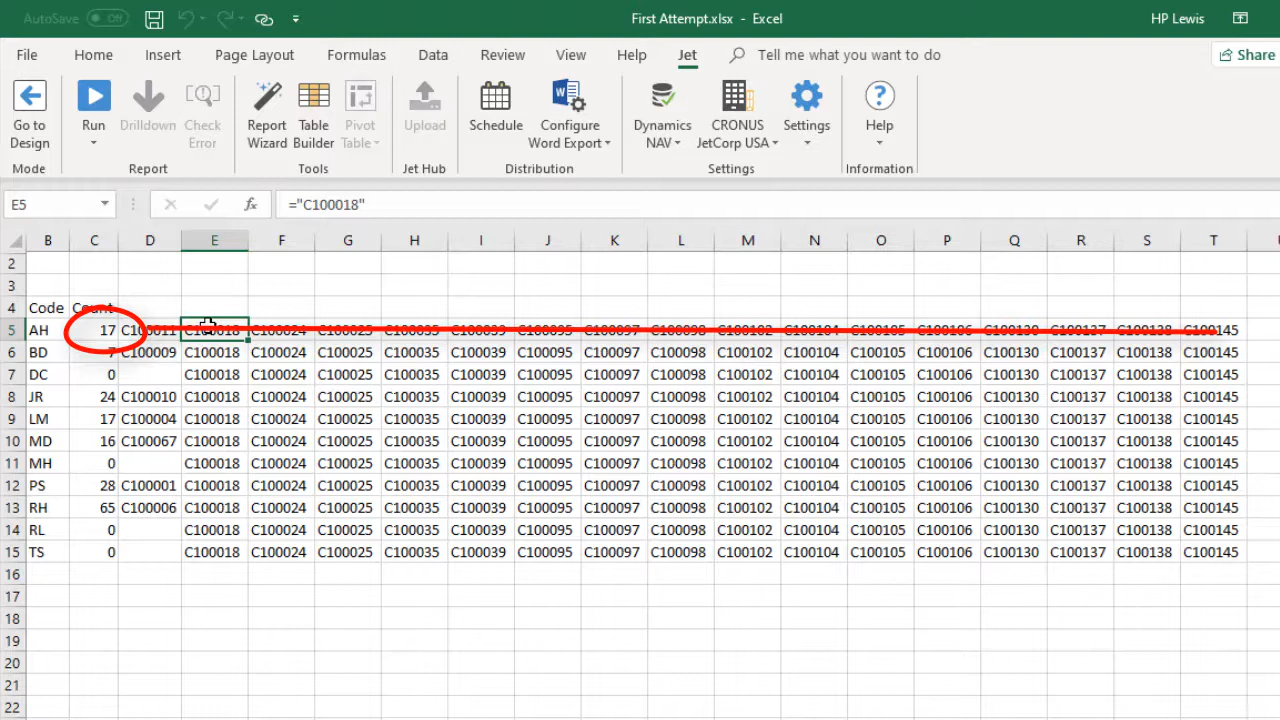 AutoSave Off First Attempt.xlsx - Excel HP Lewis
File Home Insert Page Layout Formulas Data Review View Help Jet Tell me what you want to do Share
Go to Design Run Drilldown Check Error Report Wizard Table Builder Pivot Table Upload Schedule Configure Word Export Dynamics NAV CRONUS JetCorp USA Settings Help
Mode Report Tools Jet Hub Distribution Settings Information
E5 fx ="C100018"
B C D E F G H I J K L M N O P Q R S T
2
3
4 Code Count
5 AH 17 C100011 C100018 C100024 C100025 C100035 C100039 C100095 C100097 C100098 C100102 C100104 C100105 C100106 C100130 C100137 C100138 C100145
6 BD 7 C100009 C100018 C100024 C100025 C100035 C100039 C100095 C100097 C100098 C100102 C100104 C100105 C100106 C100130 C100137 C100138 C100145
7 DC 0 C100018 C100024 C100025 C100035 C100039 C100095 C100097 C100098 C100102 C100104 C100105 C100106 C100130 C100137 C100138 C100145
8 JR 24 C100010 C100018 C100024 C100025 C100035 C100039 C100095 C100097 C100098 C100102 C100104 C100105 C100106 C100130 C100137 C100138 C100145
9 LM 17 C100004 C100018 C100024 C100025 C100035 C100039 C100095 C100097 C100098 C100102 C100104 C100105 C100106 C100130 C100137 C100138 C100145
10 MD 16 C100067 C100018 C100024 C100025 C100035 C100039 C100095 C100097 C100098 C100102 C100104 C100105 C100106 C100130 C100137 C100138 C100145
11 MH 0 C100018 C100024 C100025 C100035 C100039 C100095 C100097 C100098 C100102 C100104 C100105 C100106 C100130 C100137 C100138 C100145
12 PS 28 C100001 C100018 C100024 C100025 C100035 C100039 C100095 C100097 C100098 C100102 C100104 C100105 C100106 C100130 C100137 C100138 C100145
13 RH 65 C100006 C100018 C100024 C100025 C100035 C100039 C100095 C100097 C100098 C100102 C100104 C100105 C100106 C100130 C100137 C100138 C100145
14 RL 0 C100018 C100024 C100025 C100035 C100039 C100095 C100097 C100098 C100102 C100104 C100105 C100106 C100130 C100137 C100138 C100145
15 TS 0 C100018 C100024 C100025 C100035 C100039 C100095 C100097 C100098 C100102 C100104 C100105 C100106 C100130 C100137 C100138 C100145
16
17
18
19
20
21
22